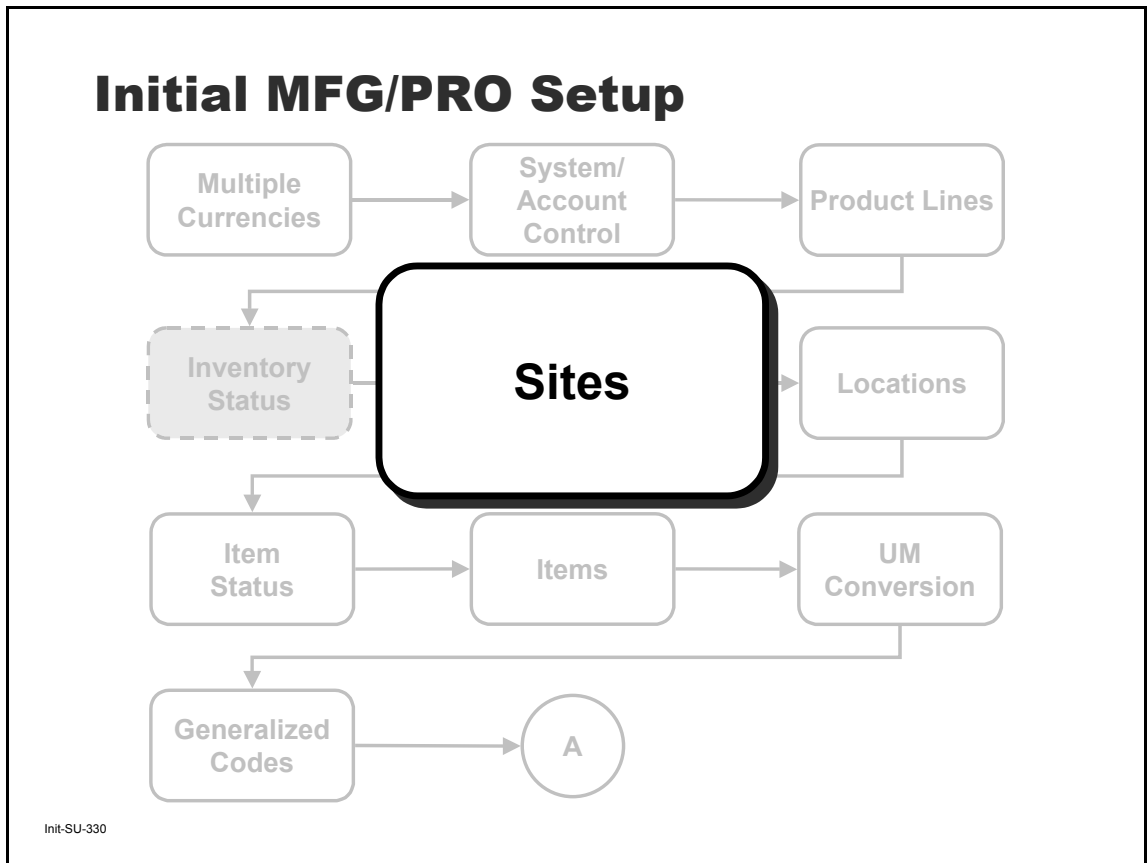 Initial MFG/PRO Setup
Multiple
Currencies
System/
Account
Control
Product Lines
Inventory
Status
Sites
Locations
Item
Status
Items
UM
Conversion
Generalized
Codes
A
Init-SU-330